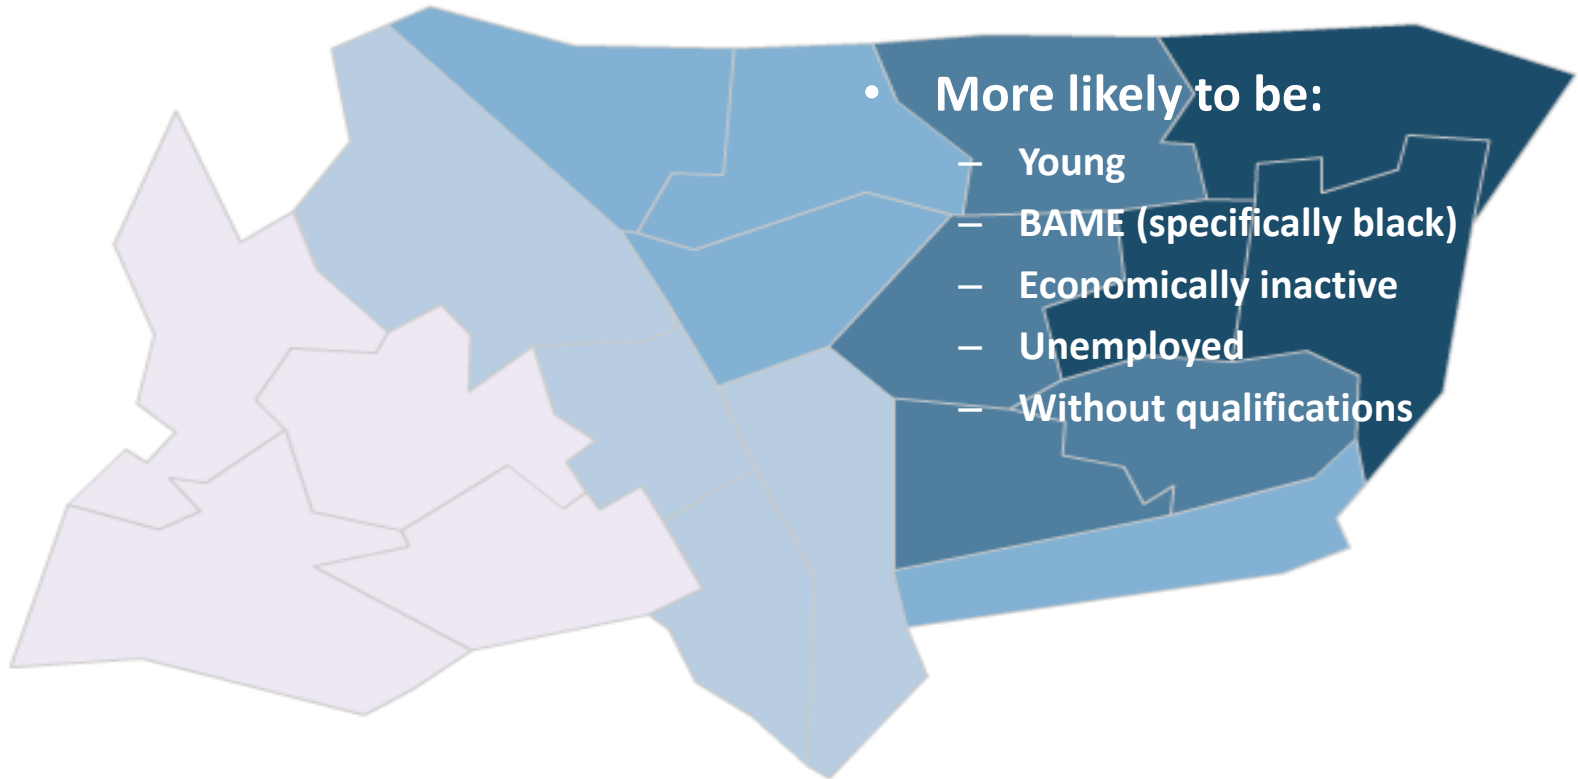 • More likely to be:
– Young
– BAME (specifically black)
– Economically inactive
– Unemployed
– Without qualifications